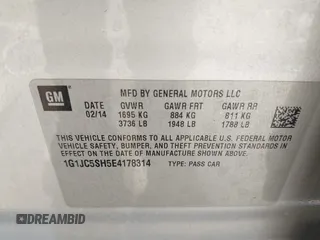 GM
MFD BY GENERAL MOTORS LLC
DATE GVWR GAWR FRT GAWR RR
02/14 1695 KG 884 KG 811 KG
3736 LB 1948 LB 1788 LB
THIS VEHICLE CONFORMS TO ALL APPLICABLE U.S. FEDERAL MOTOR
VEHICLE SAFETY, BUMPER, AND THEFT PREVENTION STANDARDS IN
EFFECT ON THE DATE OF MANUFACTURE SHOWN ABOVE.
1G1JC5SH5E4178314 TYPE: PASS CAR
DREAMBID